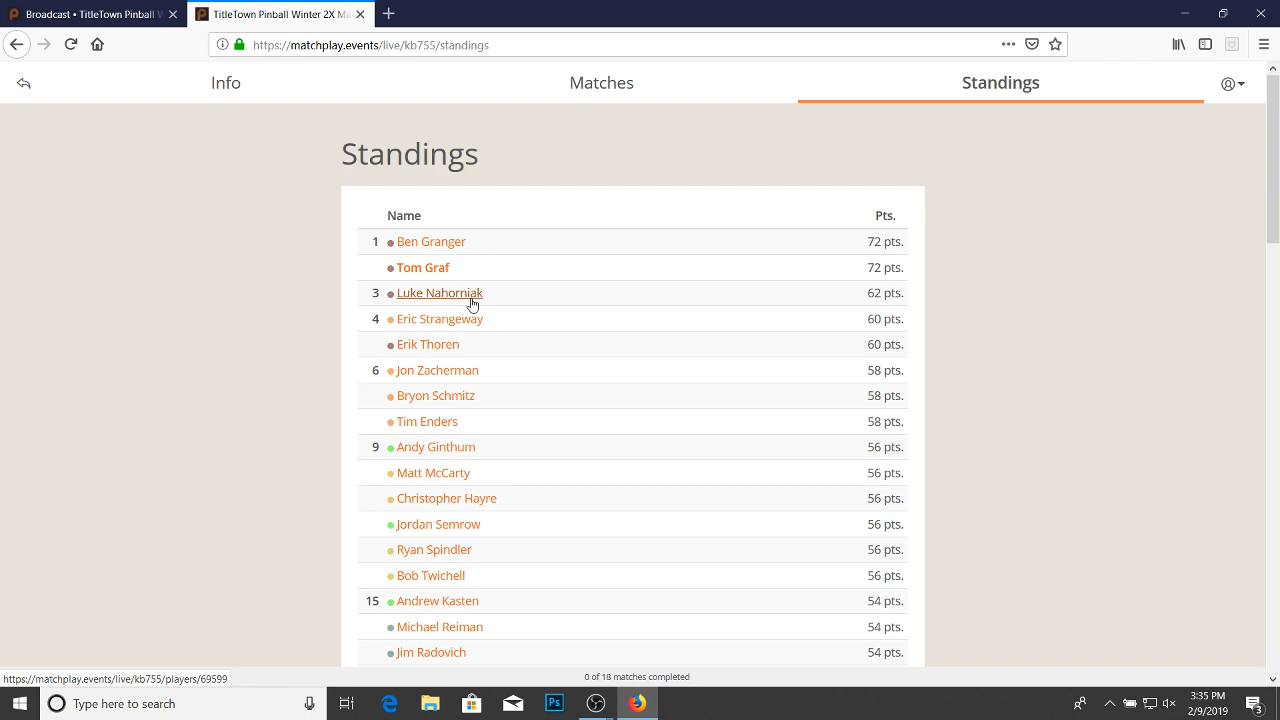 Broadcast • TitleTown Pinball W
TitleTown Pinball Winter 2X Ma
https://matchplay.events/live/kb755/standings
Info
Matches
Standings
Standings
Name Pts.
1 Ben Granger 72 pts.
Tom Graf 72 pts.
3 Luke Nahorniak 62 pts.
4 Eric Strangeway 60 pts.
Erik Thoren 60 pts.
6 Jon Zacherman 58 pts.
Bryon Schmitz 58 pts.
Tim Enders 58 pts.
9 Andy Ginthum 56 pts.
Matt McCarty 56 pts.
Christopher Hayre 56 pts.
Jordan Semrow 56 pts.
Ryan Spindler 56 pts.
Bob Twichell 56 pts.
15 Andrew Kasten 54 pts.
Michael Reiman 54 pts.
Jim Radovich 54 pts.
https://matchplay.events/live/kb755/players/69599
0 of 18 matches completed
Type here to search
Ps
3:35 PM
2/9/2019
3